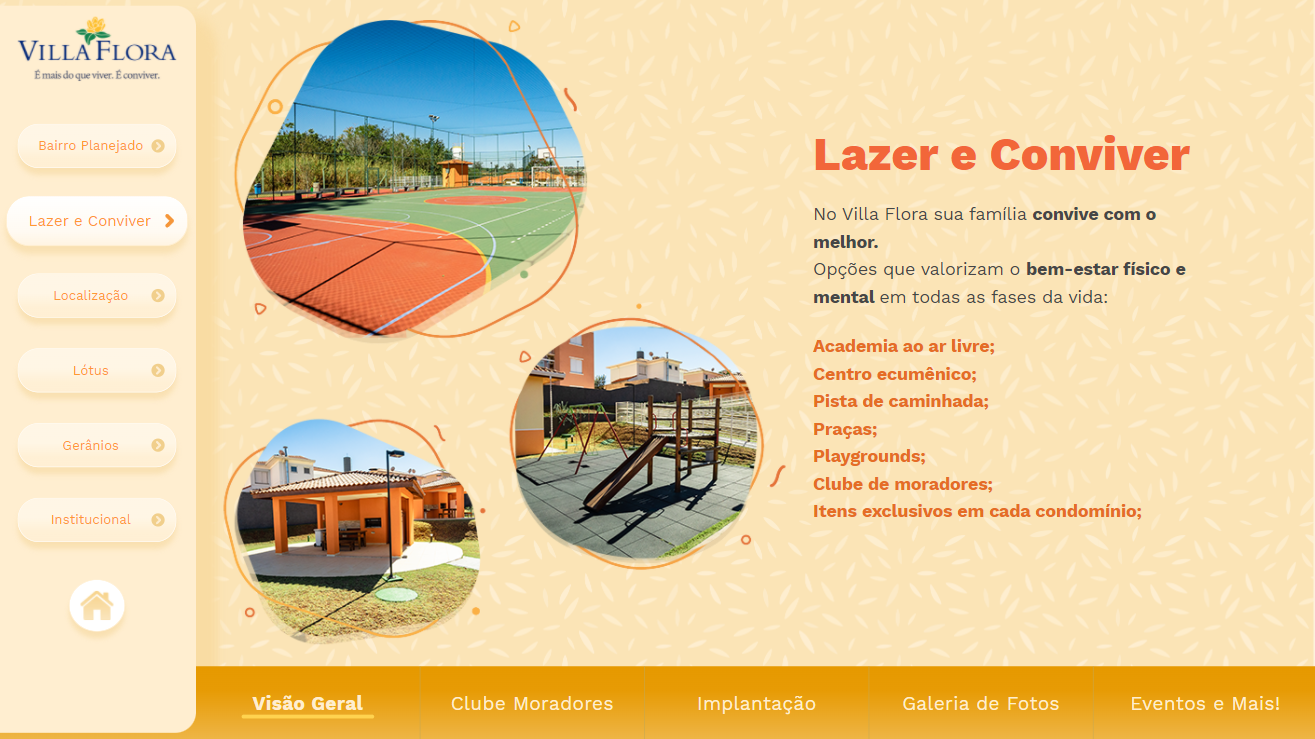 VILLA FLORA
É mais do que viver. É conviver.
Bairro Planejado
Lazer e Conviver
Localização
Lótus
Gerânios
Institucional
Lazer e Conviver
No Villa Flora sua família convive com o
melhor.
Opções que valorizam o bem-estar físico e
mental em todas as fases da vida:
Academia ao ar livre;
Centro ecumênico;
Pista de caminhada;
Praças;
Playgrounds;
Clube de moradores;
Itens exclusivos em cada condomínio;
Visão Geral
Clube Moradores
Implantação
Galeria de Fotos
Eventos e Mais!